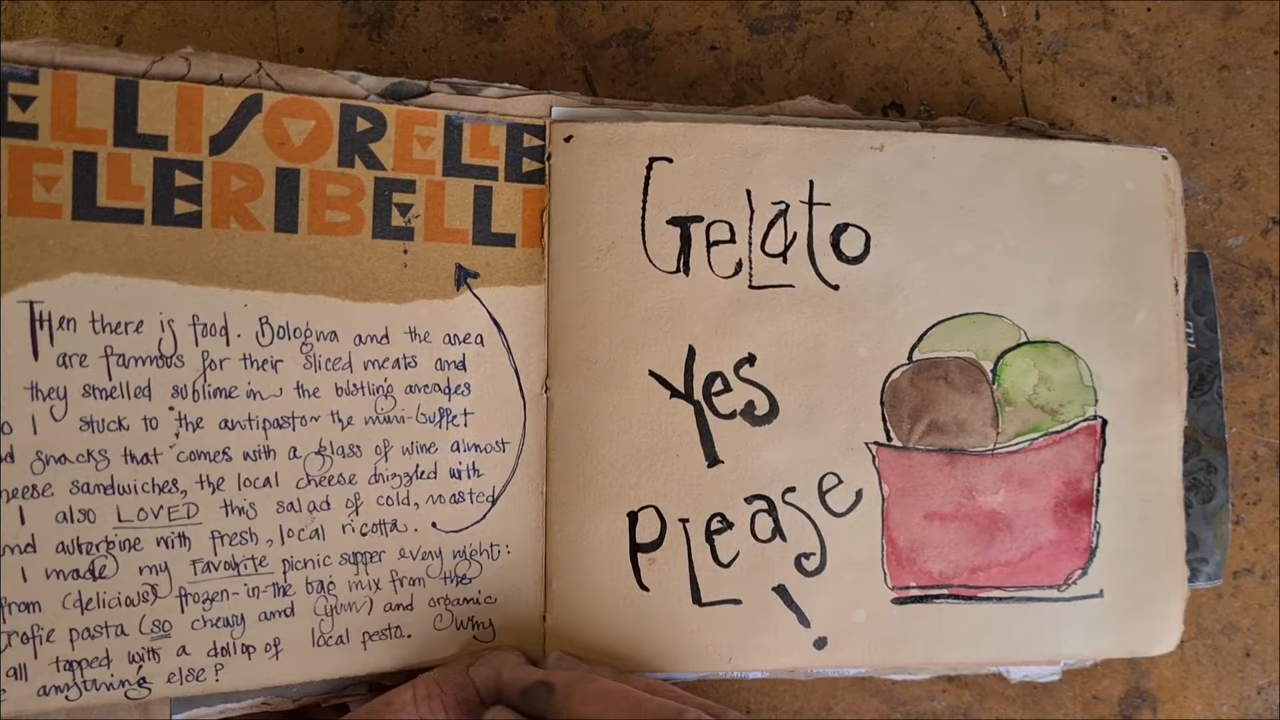 ELLISORELLE
ELLERIBELLI
Then there is food. Bologna and the area
are famous for their sliced meats and
they smelled sublime in the bustling arcades
I stuck to the antipasto or the mini-buffet
snacks that comes with a glass of wine almost
sandwiches, the local cheese drizzled with
I also LOVED this salad of cold, roasted
aubergine with fresh, local ricotta.
I made my Favourite picnic supper every night:
from (delicious) frozen-in-the bag mix from the
trofie pasta (so chewy and (yum) and organic
all topped with a dollop of local pesto. Why
anything else?
Gelato
Yes
Please
!